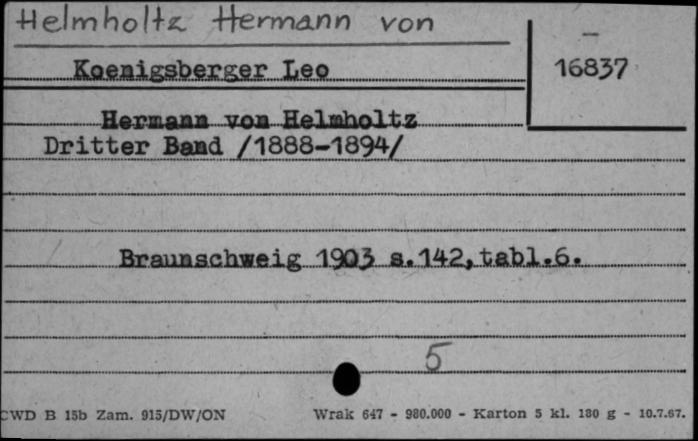 Helmholtz Hermann von
Koenigsberger Leo
16837
Hermann von Helmholtz
Dritter Band /1888-1894/
Braunschweig 1903 s.142,tabl.6.
5
CWD B 15b Zam. 915/DW/ON Wrak 647 - 980.000 - Karton 5 kl. 180 g - 10.7.67.